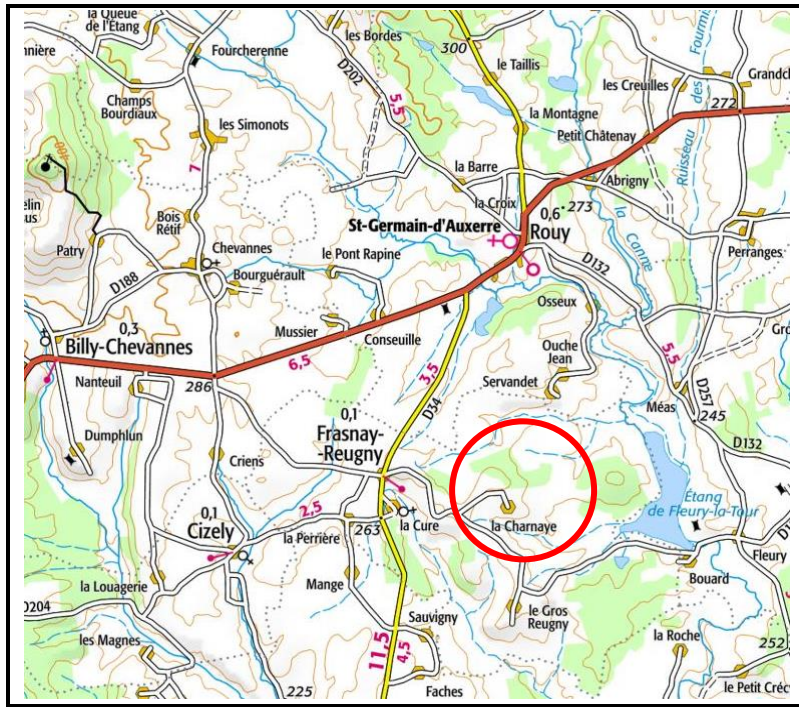 la Queue
de l'Étang
Fourcherenne
les Bordes
300
le Taillis
les Creuilles
272
Champs
Bourdiaux
les Simonots
D202
5,5
la Montagne
Petit Châtenay
Ruisseau des
7
400
la Barre
Abrigny
la Croix
0,6
273
St-Germain-d'Auxerre
Rouy
la Canne
Bois
Rétif
Patry
Chevannes
le Pont Rapine
D132
Perranges
D188
Bourguérault
Osseux
0,3
Billy-Chevannes
Mussier
6,5
Conseuille
Ouche
Jean
5,5
Nanteuil
286
3,5
Servandet
D257
D34
Méas
245
0,1
Frasnay-
-Reugny
Dumphlun
D132
Criens
0,1
Cizely
2,5
263
la Cure
la Charnaye
Étang
de Fleury-la-Tour
la Perrière
Fleury
la Louagerie
Mange
Bouard
D204
Sauvigny
le Gros
Reugny
les Magnes
11,5
4,5
la Roche
252
225
Faches
le Petit Crécy